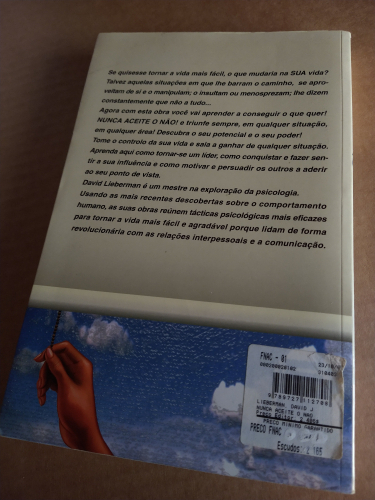 Se quisesse tornar a vida mais fácil, o que mudaria na SUA vida?
Talvez aquelas situações em que lhe barram o caminho, se apro-
veitam de si e o manipulam; o insultam ou menosprezam; lhe dizem
constantemente que não a tudo...
Agora com esta obra você vai aprender a conseguir o que quer!
NUNCA ACEITE O NÃO! e triunfe sempre, em qualquer situação,
em qualquer área! Descubra o seu potencial e o seu poder!
Tome o controlo da sua vida e saia a ganhar de qualquer situação.
Aprenda aqui como tornar-se um líder, como conquistar e fazer sen-
tir a sua influência e como motivar e persuadir os outros a aderir
ao seu ponto de vista.
David Lieberman é um mestre na exploração da psicologia.
Usando as mais recentes descobertas sobre o comportamento
humano, as suas obras reúnem tácticas psicológicas mais eficazes
para tornar a vida mais fácil e agradável porque lidam de forma
revolucionária com as relações interpessoais e a comunicação.
FNAC - 01
LIEBERMAN, DAVID J
NUNCA ACEITE O NAO
PRECO MINIMO GARANTIDO
PRECO FNAC
Escudos